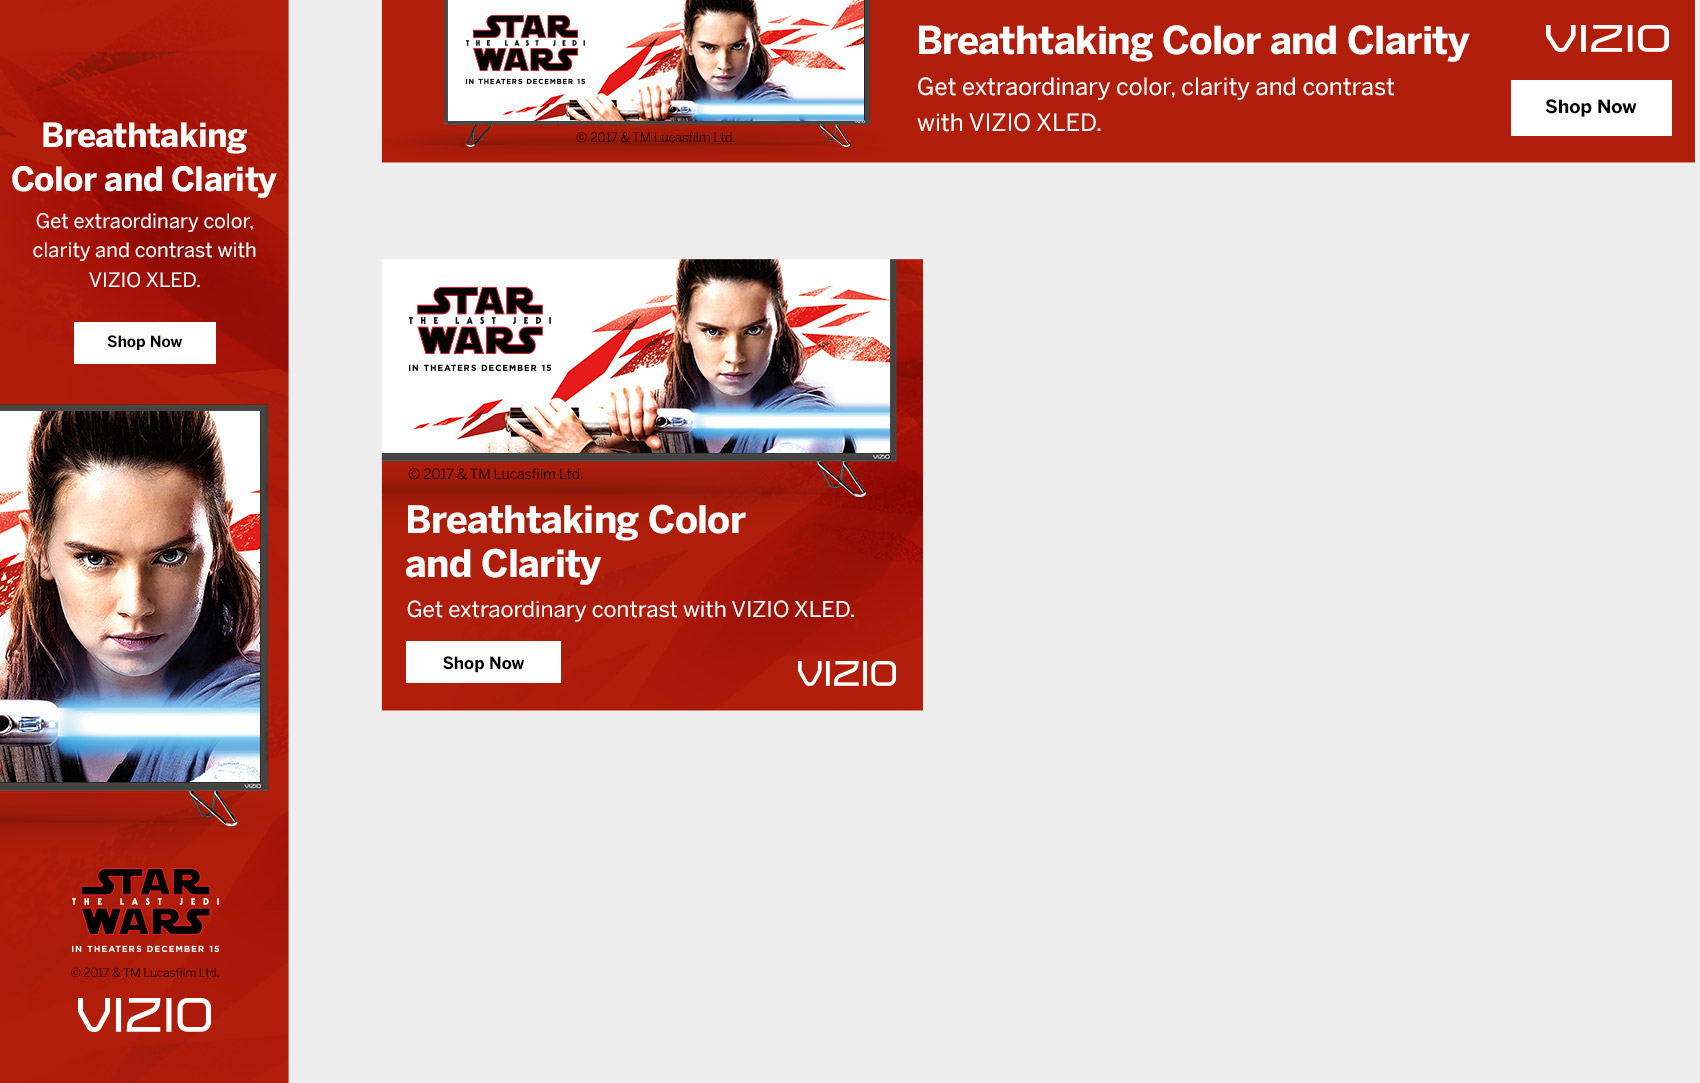 Breathtaking
Color and Clarity
Get extraordinary color,
clarity and contrast with
VIZIO XLED.
Shop Now
VIZIO
STAR
THE LAST JEDI
WARS
IN THEATERS DECEMBER 15
© 2017 & TM Lucasfilm Ltd.
VIZIO
STAR
THE LAST JEDI
WARS
IN THEATERS DECEMBER 15
VIZIO
© 2017 & TM Lucasfilm Ltd.
Breathtaking Color and Clarity
Get extraordinary color, clarity and contrast
with VIZIO XLED.
VIZIO
Shop Now
STAR
THE LAST JEDI
WARS
IN THEATERS DECEMBER 15
VIZIO
© 2017 & TM Lucasfilm Ltd.
Breathtaking Color
and Clarity
Get extraordinary contrast with VIZIO XLED.
Shop Now
VIZIO